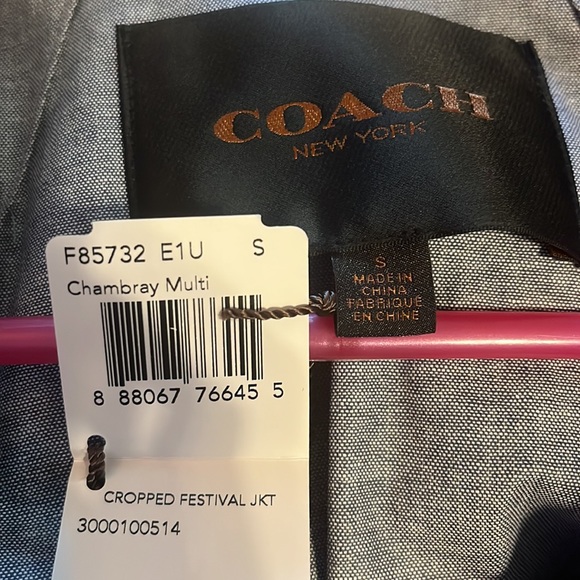 COACH
NEW YORK
S
MADE IN
CHINA
FABRIQUE
EN CHINE
F85732 E1U S
Chambray Multi
8 88067 76645 5
CROPPED FESTIVAL JKT
3000100514